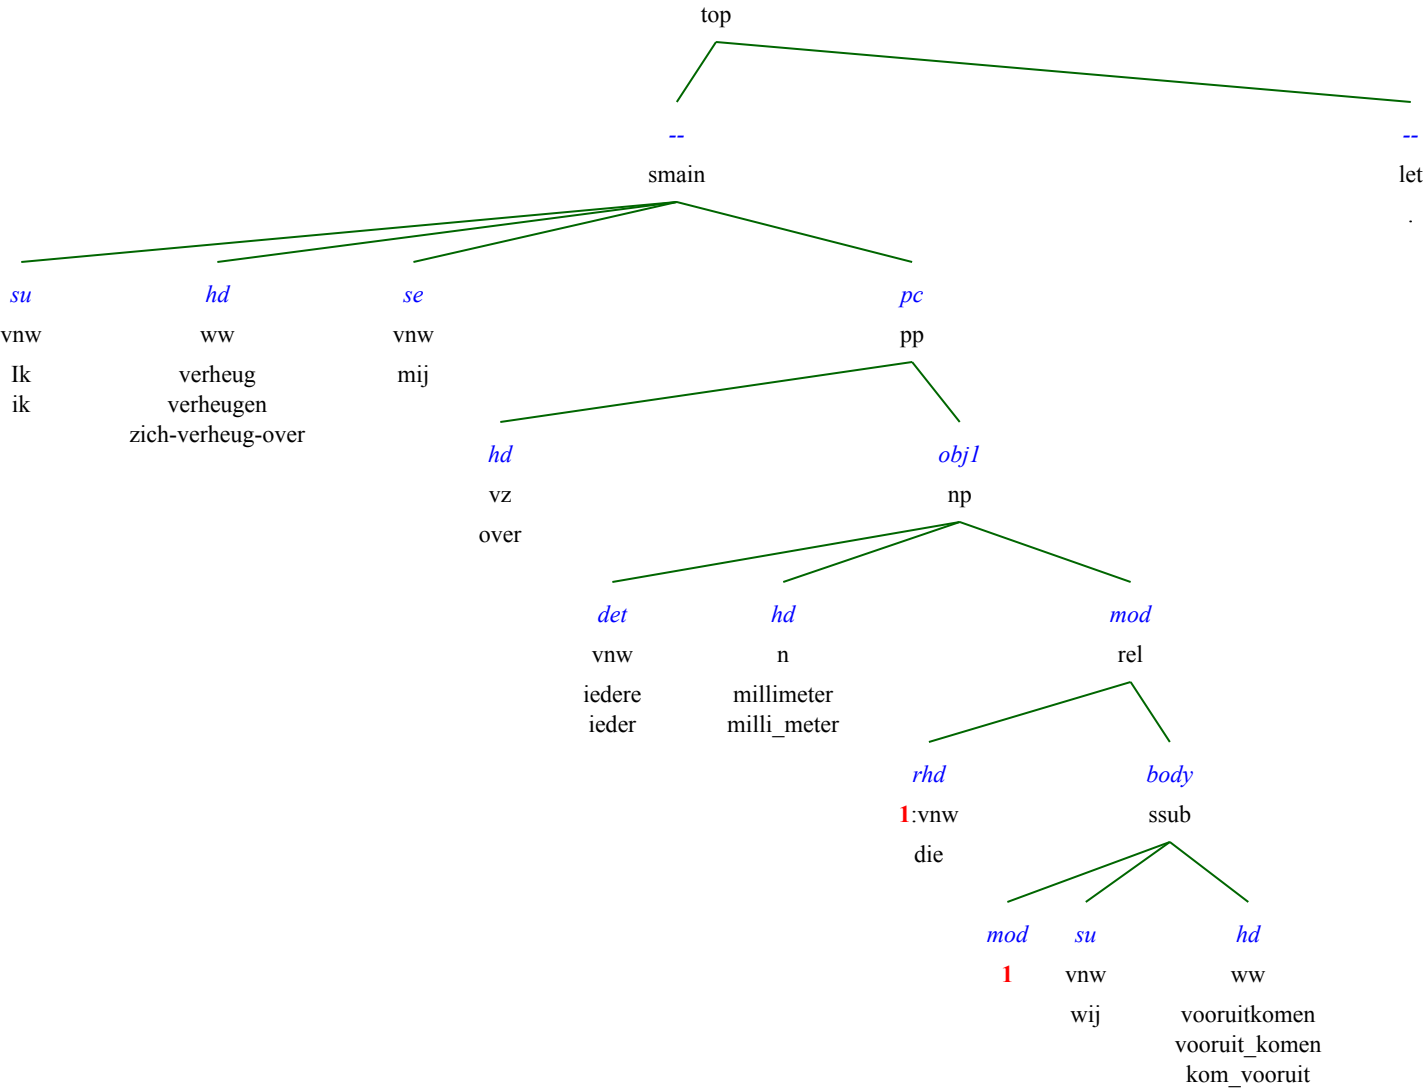 top
-- --
smain let
.
su hd se pc
vnw ww vnw pp
Ik verheug mij
ik verheugen
zich-verheug-over
hd obj1
vz np
over
det hd mod
vnw n rel
iedere millimeter
ieder milli_meter
rhd body
1:vnw ssub
die
mod su hd
1 vnw ww
wij vooruitkomen
vooruit_komen
kom_vooruit